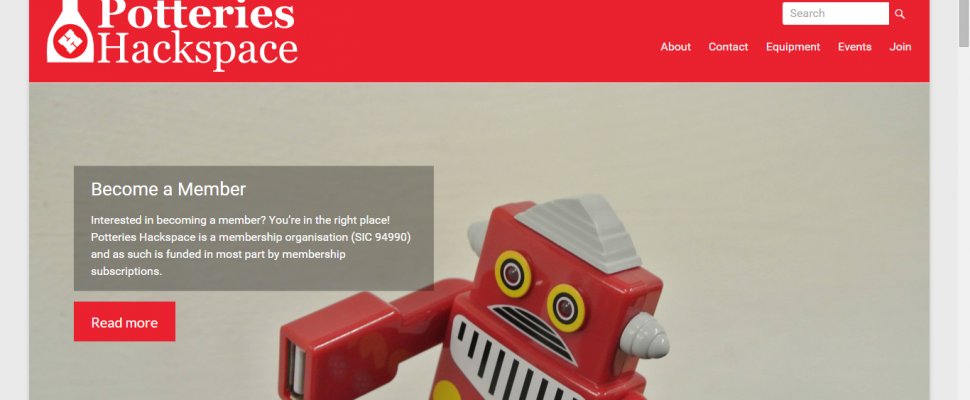 Potteries
Hackspace
Search
About Contact Equipment Events Join
Become a Member
Interested in becoming a member? You're in the right place!
Potteries Hackspace is a membership organisation (SIC 94990)
and as such is funded in most part by membership
subscriptions.
Read more